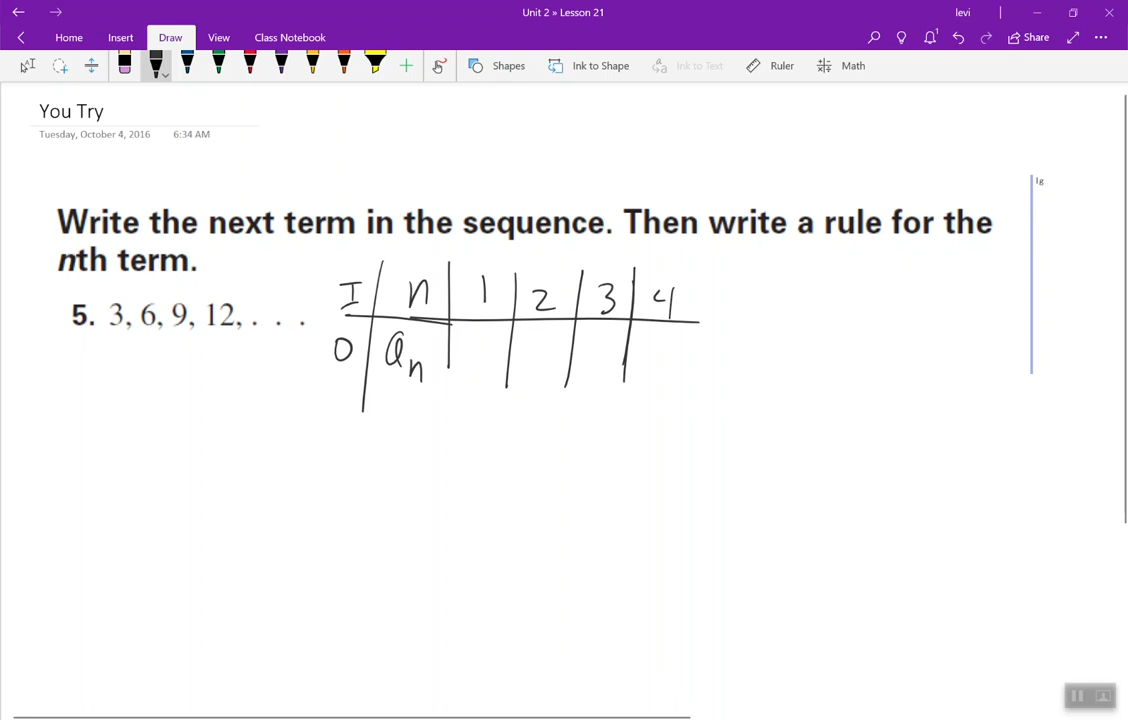 Unit 2 » Lesson 21
levi
Home Insert Draw View Class Notebook
1
Share
Shapes Ink to Shape Ink to Text Ruler Math
You Try
Tuesday, October 4, 2016 6:34 AM
lg
Write the next term in the sequence. Then write a rule for the
nth term.
I n 1 2 3 4
5. 3, 6, 9, 12, . . .
O an